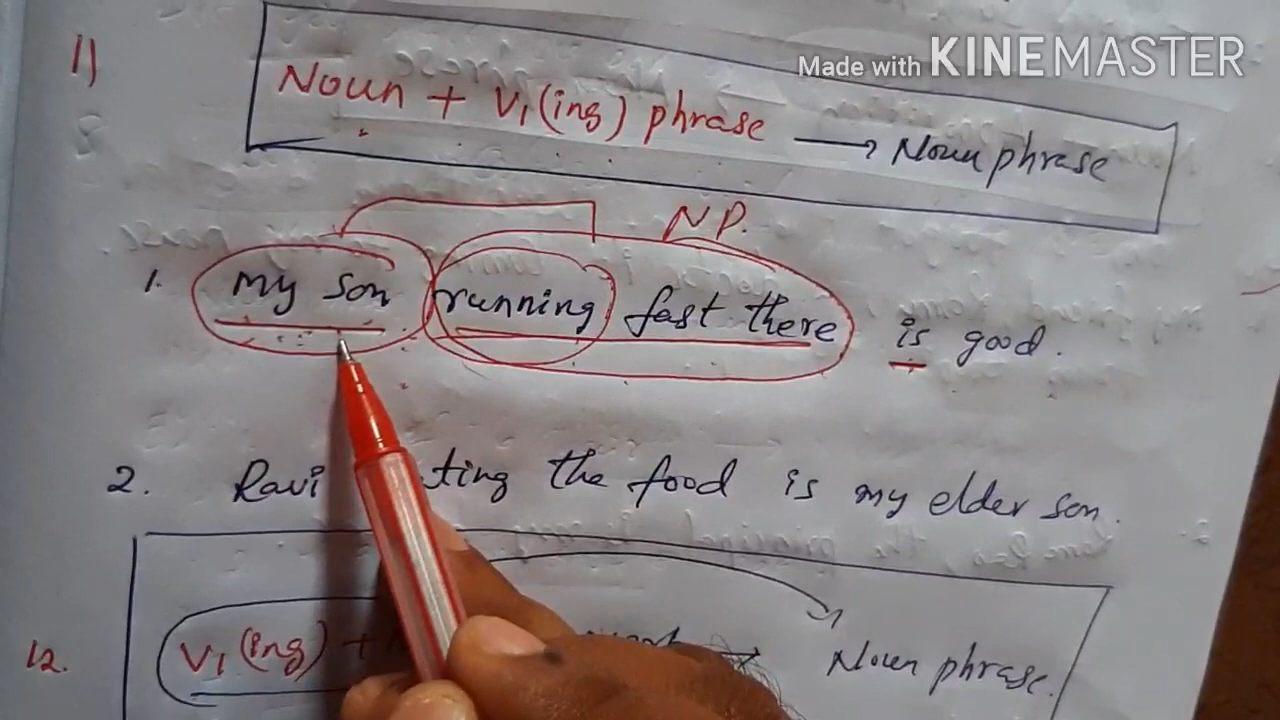 Made with KINEMASTER
11)
Noun + V1(ing) phrase → Noun phrase
NP.
1. my son running fast there is good.
2. Ravi ting the food is my elder son.
12.
V1(ing) + → Noun phrase.